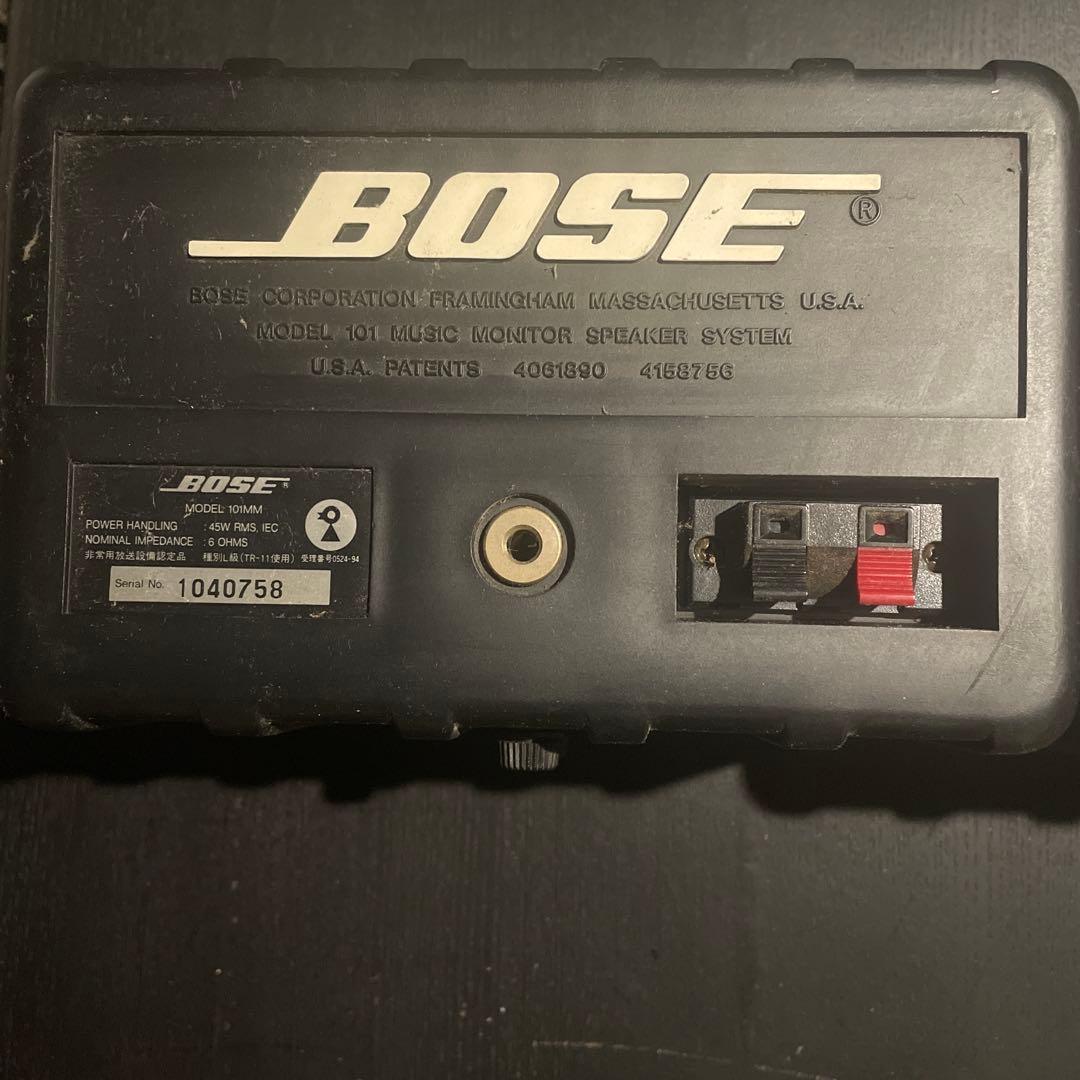 BOSE®
BOSE CORPORATION FRAMINGHAM MASSACHUSETTS U.S.A.
MODEL 101 MUSIC MONITOR SPEAKER SYSTEM
U.S.A. PATENTS 4061890 4158756
BOSE®
MODEL 101MM
POWER HANDLING : 45W RMS, IEC
NOMINAL IMPEDANCE : 6 OHMS
非常用放送設備認定品 種別L級(TR-11使用) 受理番号0524-94
Serial No. 1040758